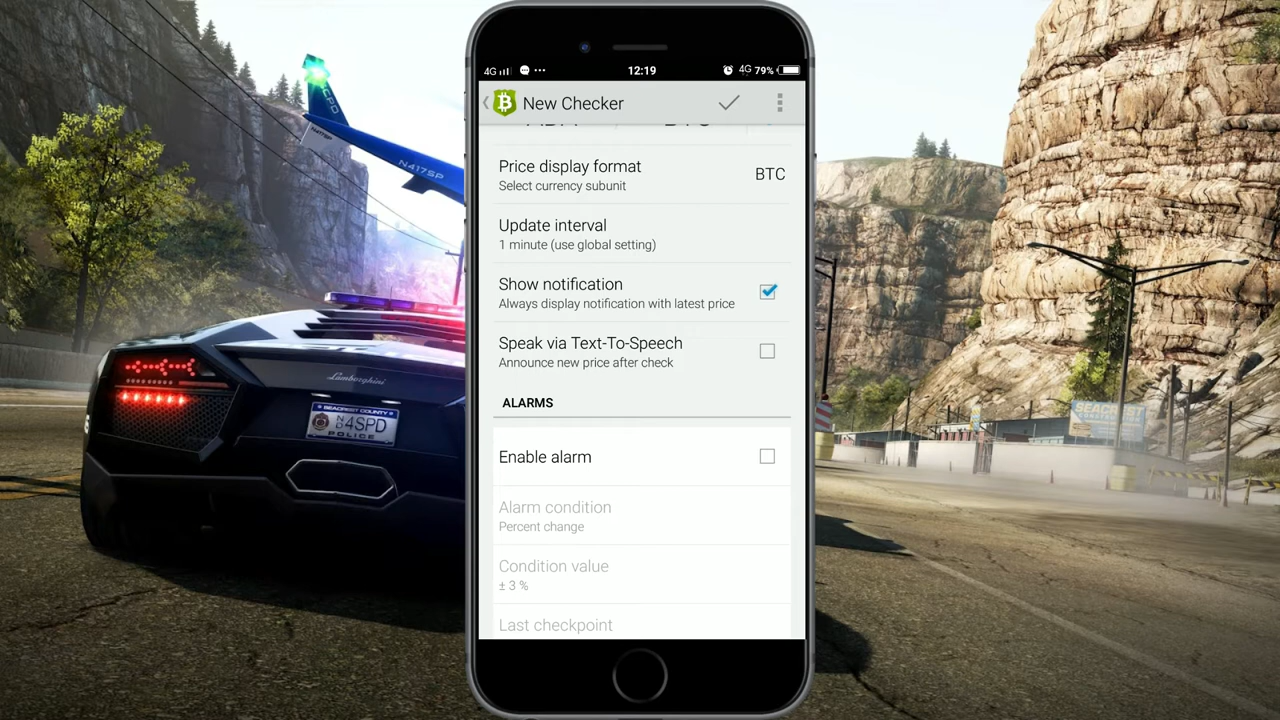 4G
12:19
4G 79%
New Checker
Price display format
Select currency subunit
BTC
Update interval
1 minute (use global setting)
Show notification
Always display notification with latest price
Speak via Text-To-Speech
Announce new price after check
ALARMS
Enable alarm
Alarm condition
Percent change
Condition value
± 3 %
Last checkpoint
N417SP
Lamborghini
SEACREST COUNTY
4SPD
POLICE
SEACREST